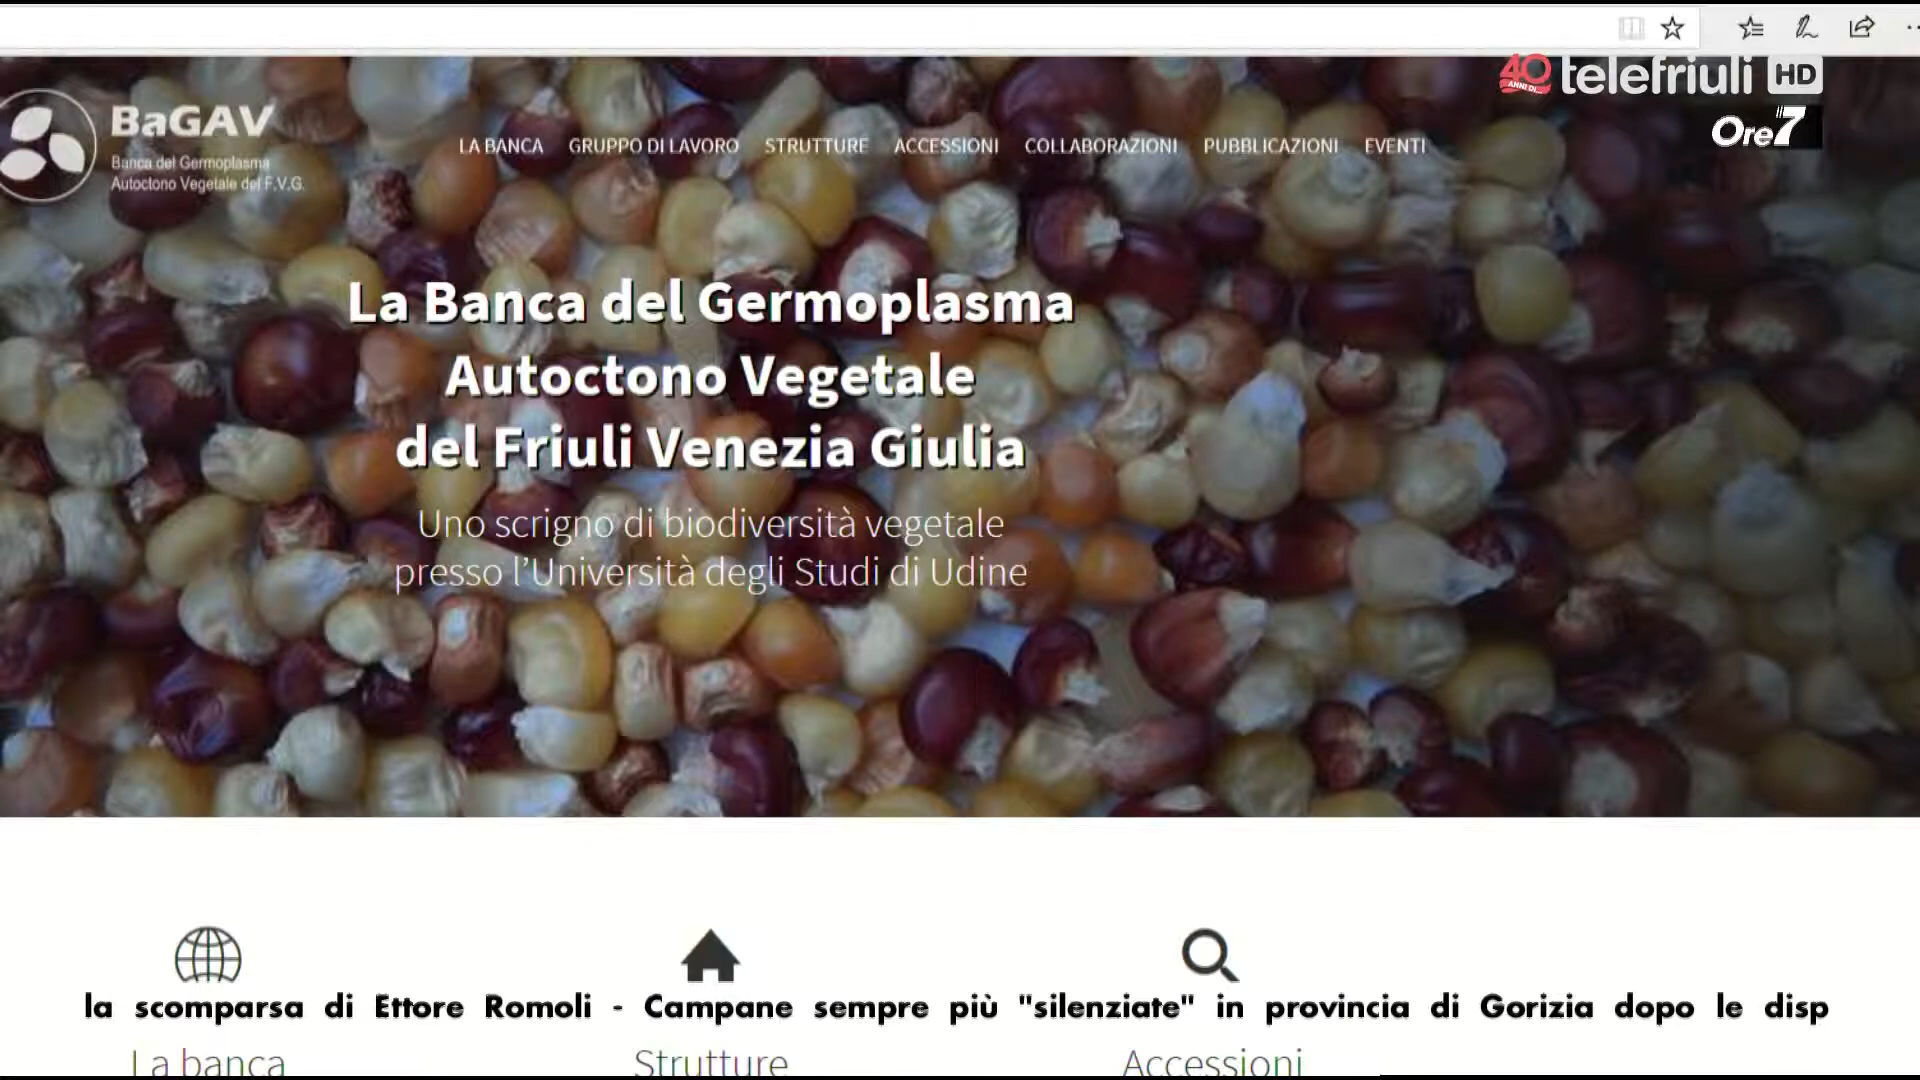 40 ANNI DI... telefriuli HD
Ore7
BaGAV
Banca del Germoplasma
Autoctono Vegetale del F.V.G.
LA BANCA GRUPPO DI LAVORO STRUTTURE ACCESSIONI COLLABORAZIONI PUBBLICAZIONI EVENTI
La Banca del Germoplasma
Autoctono Vegetale
del Friuli Venezia Giulia
Uno scrigno di biodiversità vegetale
presso l’Università degli Studi di Udine
la scomparsa di Ettore Romoli - Campane sempre più "silenziate" in provincia di Gorizia dopo le disp
La banca Strutture Accessioni